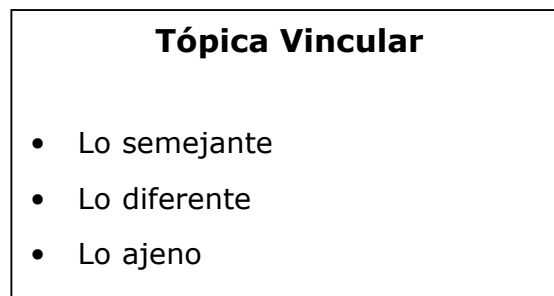 Tópica Vincular
• Lo semejante
• Lo diferente
• Lo ajeno